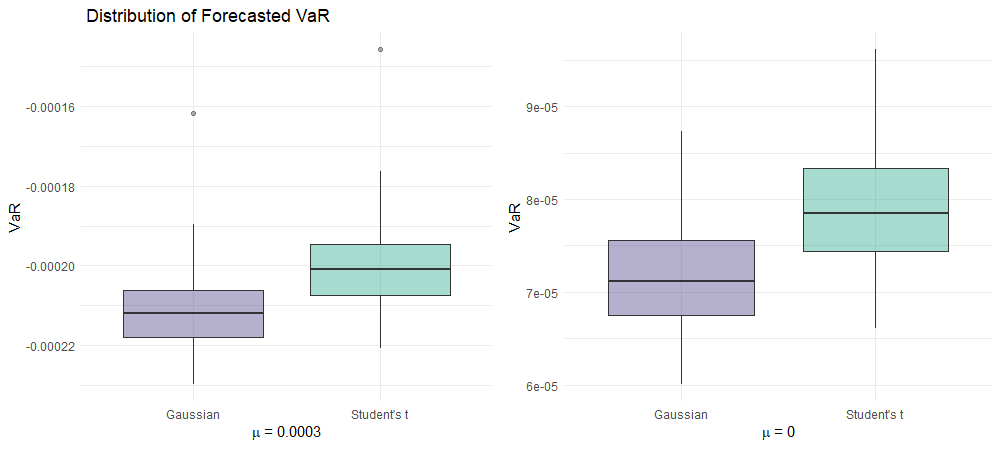 Distribution of Forecasted VaR
VaR
-0.00016
-0.00018
-0.00020
-0.00022
Gaussian
Student's t
μ = 0.0003
VaR
9e-05
8e-05
7e-05
6e-05
Gaussian
Student's t
μ = 0